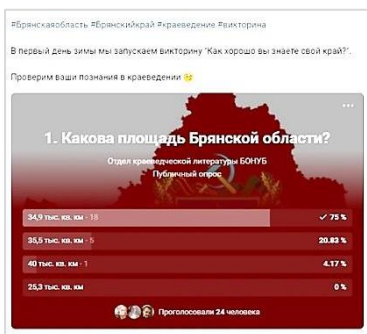 #Брянскаяобласть #Брянскийкрай #краеведение #викторина
В первый день зимы мы запускаем викторину "Как хорошо вы знаете свой край?".
Проверим ваши познания в краеведении 😉
1. Какова площадь Брянской области?
Отдел краеведческой литературы БОНУБ
Публичный опрос
34,9 тыс. кв. км · 18 ✓ 75 %
35,5 тыс. кв. км · 5 20.83 %
40 тыс. кв. км · 1 4.17 %
25,3 тыс. кв. км 0 %
Проголосовали 24 человека